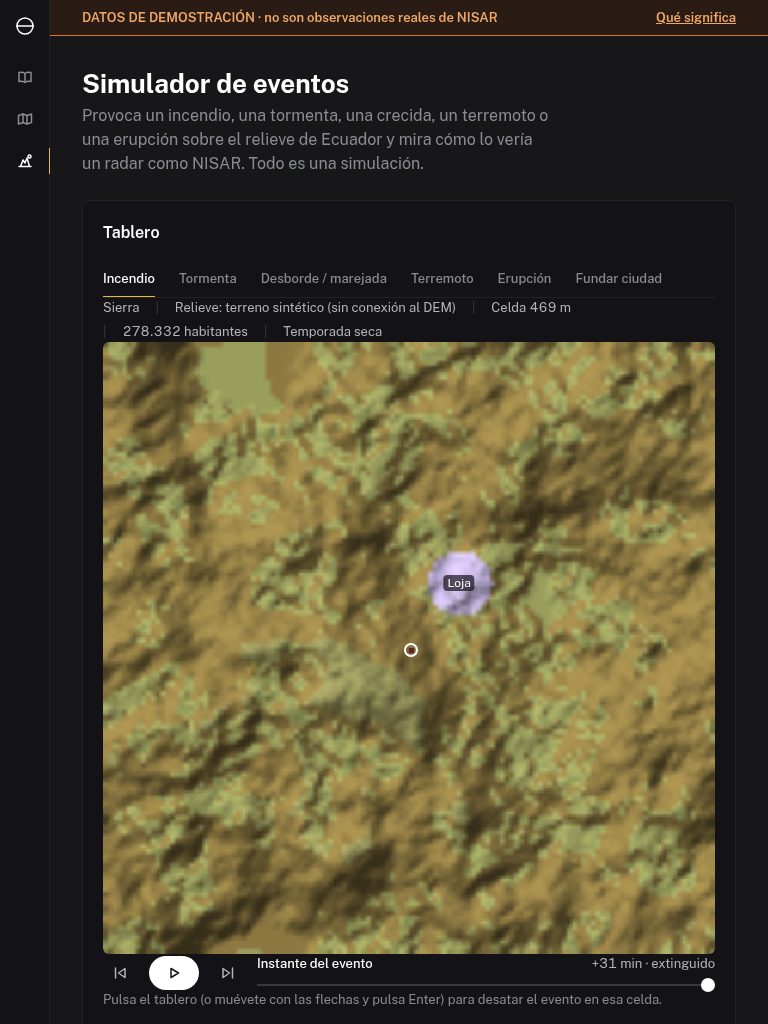 DATOS DE DEMOSTRACIÓN · no son observaciones reales de NISAR
Qué significa
Simulador de eventos
Provoca un incendio, una tormenta, una crecida, un terremoto o
una erupción sobre el relieve de Ecuador y mira cómo lo vería
un radar como NISAR. Todo es una simulación.
Tablero
Incendio Tormenta Desborde / marejada Terremoto Erupción Fundar ciudad
Sierra | Relieve: terreno sintético (sin conexión al DEM) | Celda 469 m
| 278.332 habitantes | Temporada seca
Loja
Instante del evento
+31 min · extinguido
Pulsa el tablero (o muévete con las flechas y pulsa Enter) para desatar el evento en esa celda.